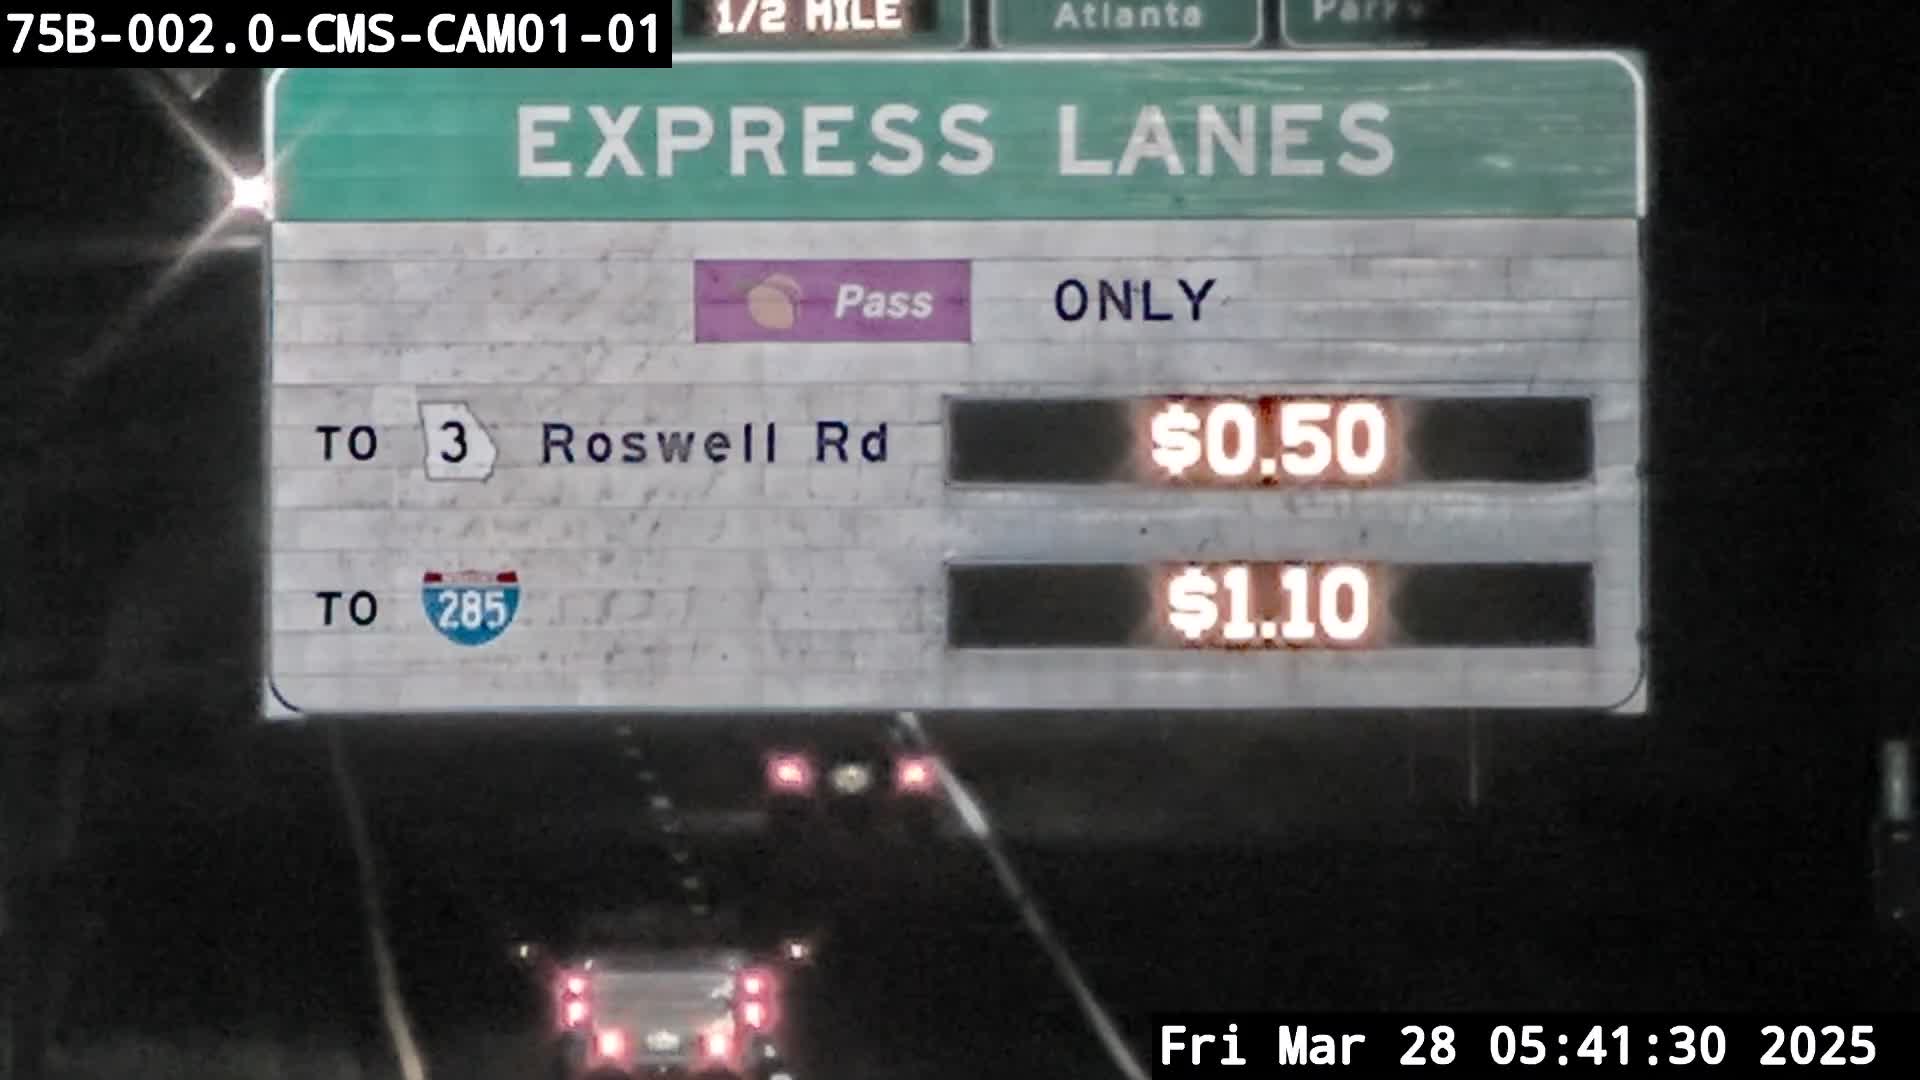 75B-002.0-CMS-CAM01-01
1/2 MILE
Atlanta
EXPRESS LANES
Pass ONLY
TO 3 Roswell Rd $0.50
TO 285 $1.10
Fri Mar 28 05:41:30 2025